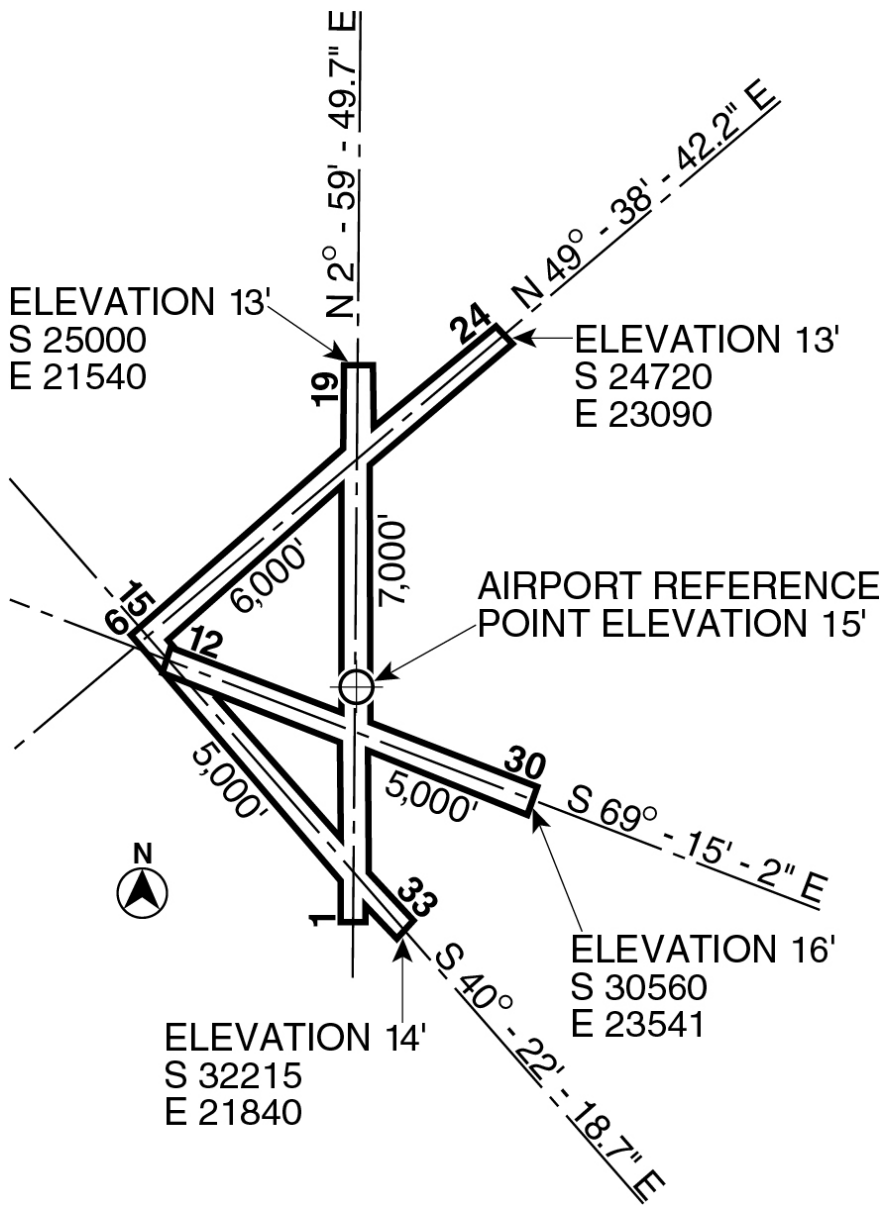 N 2° - 59' - 49.7" E
N 49° - 38' - 42.2" E
ELEVATION 13'
S 25000
E 21540
24
ELEVATION 13'
S 24720
E 23090
19
6,000'
7,000'
AIRPORT REFERENCE
POINT ELEVATION 15'
15
6
12
30
5,000'
5,000'
S 69° - 15' - 2" E
N
1
33
ELEVATION 16'
S 30560
E 23541
S 40° - 22' - 18.7" E
ELEVATION 14'
S 32215
E 21840